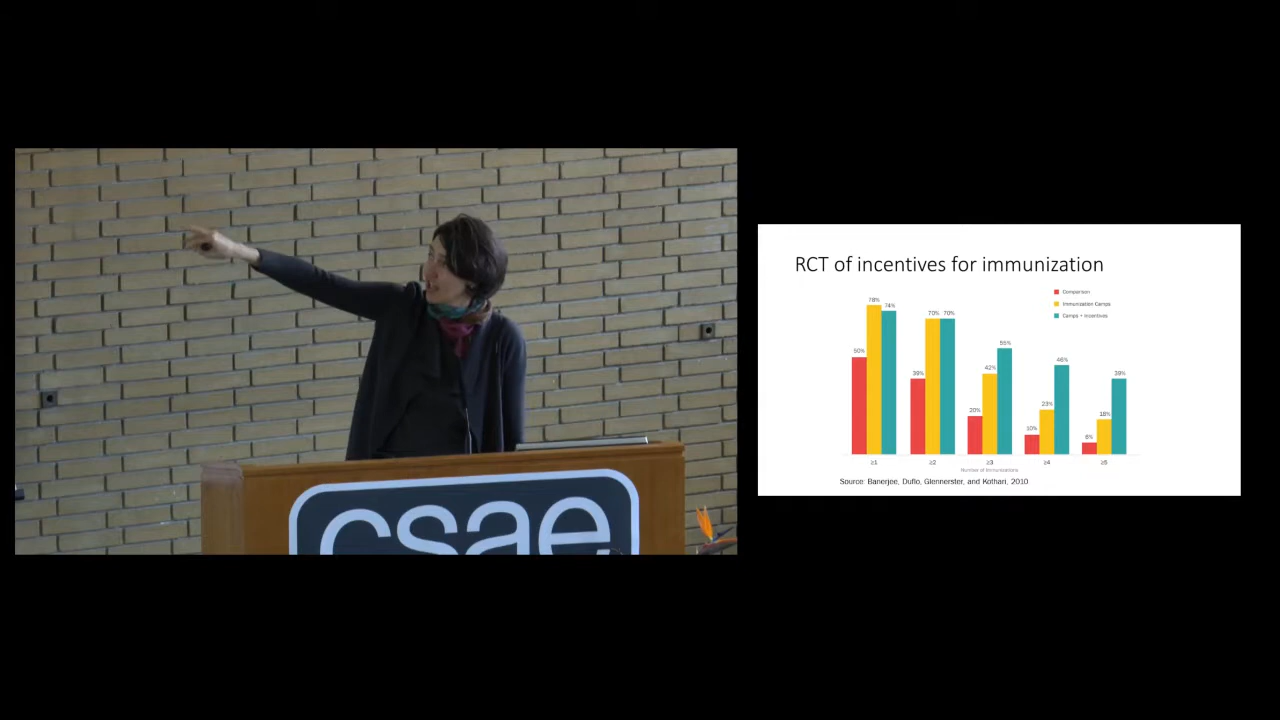 csae
RCT of incentives for immunization
Comparison
Immunization Camps
Camps + Incentives
78%
74%
50%
70%
70%
39%
55%
42%
20%
46%
23%
10%
39%
18%
6%
≥1
≥2
≥3
≥4
≥5
Number of immunizations
Source: Banerjee, Duflo, Glennerster, and Kothari, 2010